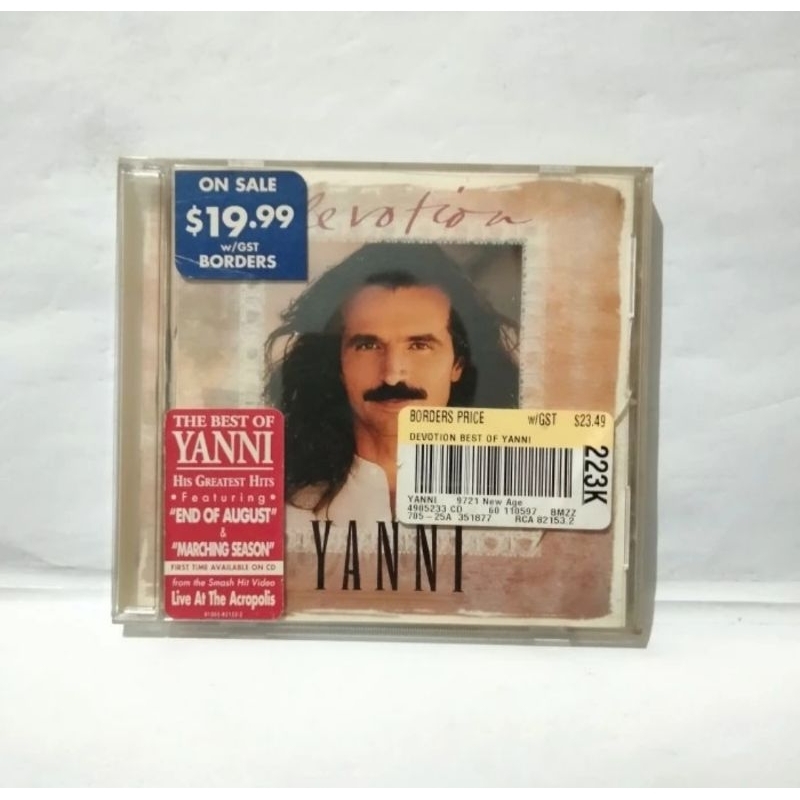 ON SALE
$19.99
w/GST
BORDERS
evotion
THE BEST OF
YANNI
HIS GREATEST HITS
• Featuring •
"END OF AUGUST"
&
"MARCHING SEASON"
FIRST TIME AVAILABLE ON CD
from the Smash Hit Video
Live At The Acropolis
BORDERS PRICE w/GST $23.49
DEVOTION BEST OF YANNI
223K
YANNI 9721 New Age
4985233 CD 60 110597 BMZZ
705-25A 351877 RCA 82153.2
YANNI